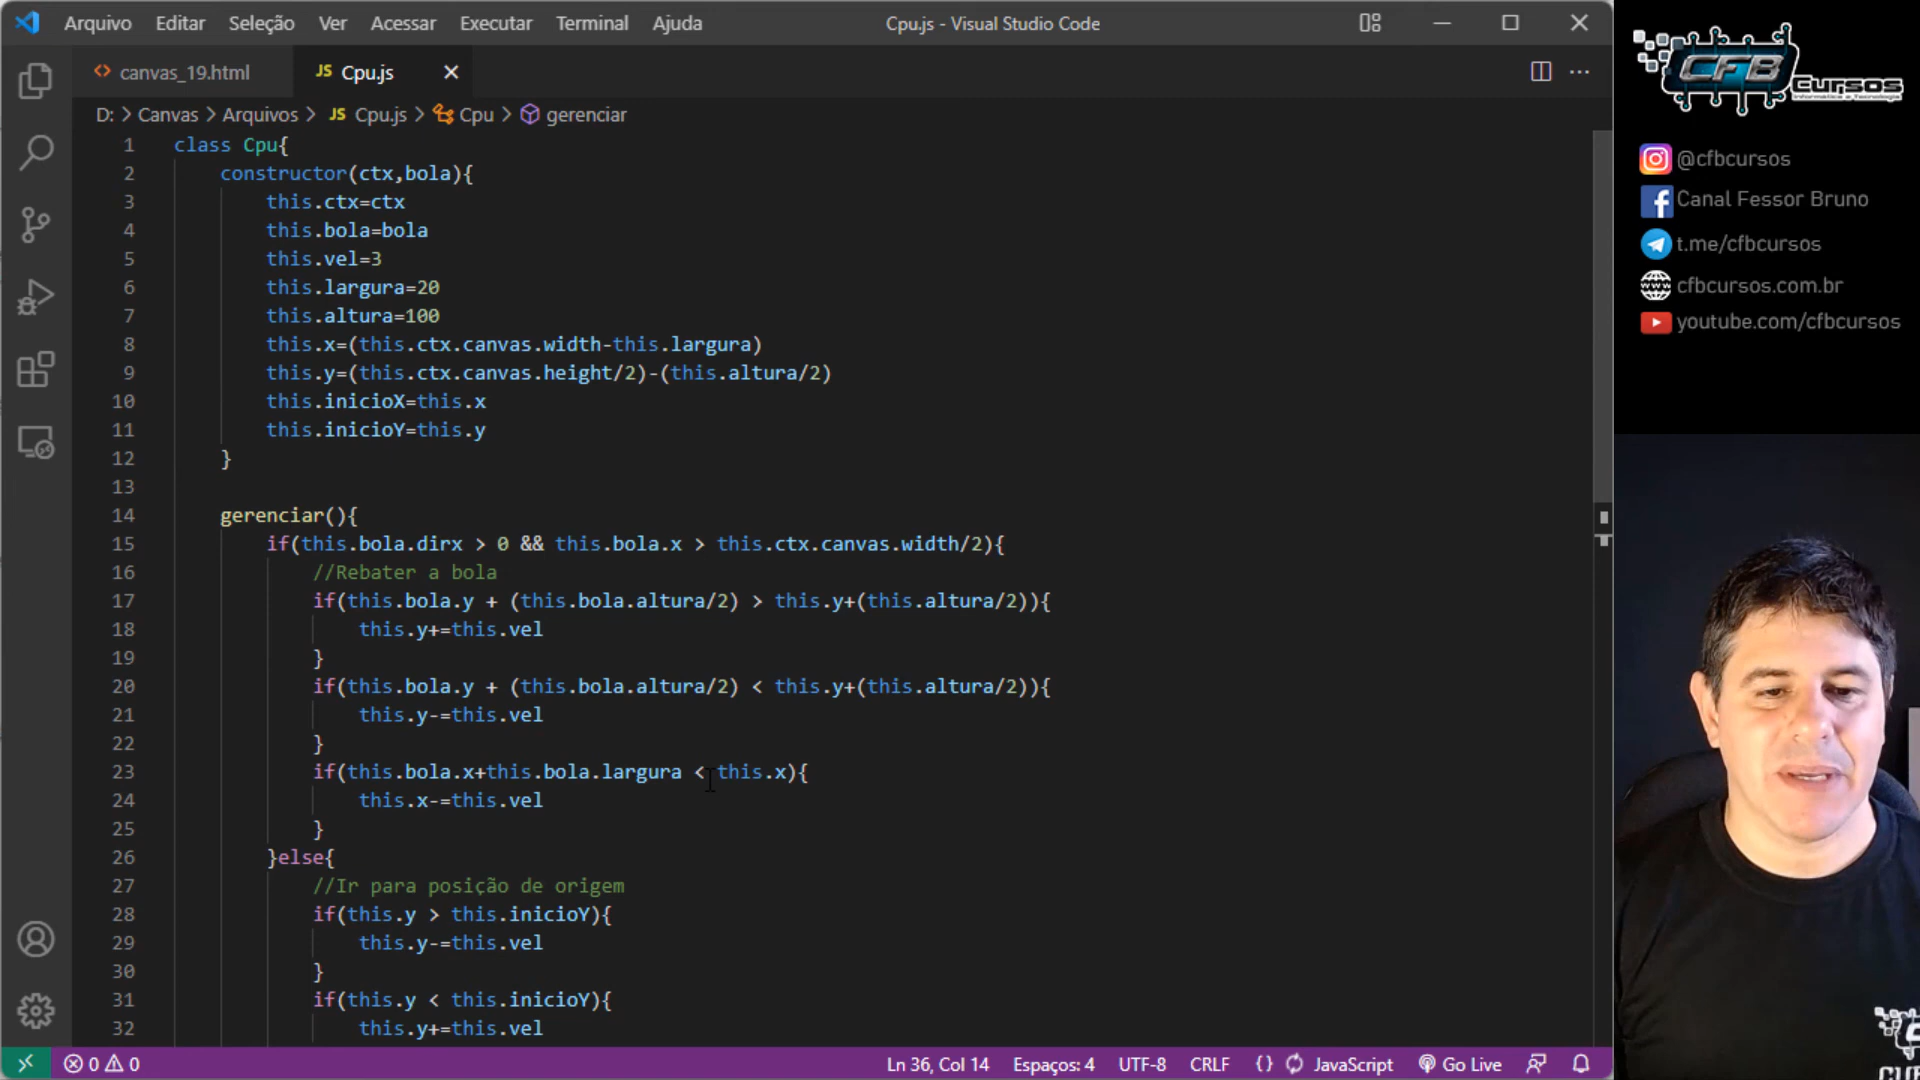 Arquivo Editar Seleção Ver Acessar Executar Terminal Ajuda Cpu.js - Visual Studio Code
canvas_19.html JS Cpu.js
D: > Canvas > Arquivos > JS Cpu.js > Cpu > gerenciar
1 class Cpu{
2 constructor(ctx,bola){
3 this.ctx=ctx
4 this.bola=bola
5 this.vel=3
6 this.largura=20
7 this.altura=100
8 this.x=(this.ctx.canvas.width-this.largura)
9 this.y=(this.ctx.canvas.height/2)-(this.altura/2)
10 this.inicioX=this.x
11 this.inicioY=this.y
12 }
13
14 gerenciar(){
15 if(this.bola.dirx > 0 && this.bola.x > this.ctx.canvas.width/2){
16 //Rebater a bola
17 if(this.bola.y + (this.bola.altura/2) > this.y+(this.altura/2)){
18 this.y+=this.vel
19 }
20 if(this.bola.y + (this.bola.altura/2) < this.y+(this.altura/2)){
21 this.y-=this.vel
22 }
23 if(this.bola.x+this.bola.largura < this.x){
24 this.x-=this.vel
25 }
26 }else{
27 //Ir para posição de origem
28 if(this.y > this.inicioY){
29 this.y-=this.vel
30 }
31 if(this.y < this.inicioY){
32 this.y+=this.vel
0 0 Ln 36, Col 14 Espaços: 4 UTF-8 CRLF {} JavaScript Go Live
CFB Cursos
@cfbcursos
Canal Fessor Bruno
t.me/cfbcursos
cfbcursos.com.br
youtube.com/cfbcursos